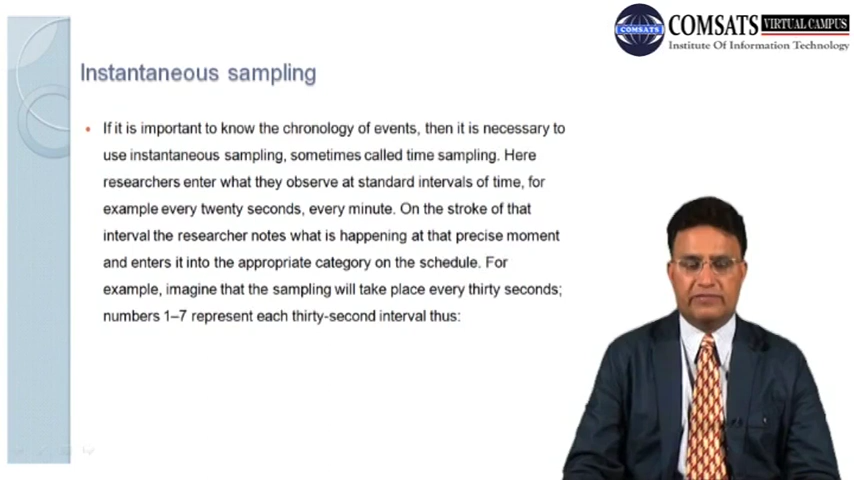 COMSATS VIRTUAL CAMPUS
COMSATS
Institute Of Information Technology
Instantaneous sampling
If it is important to know the chronology of events, then it is necessary to
use instantaneous sampling, sometimes called time sampling. Here
researchers enter what they observe at standard intervals of time, for
example every twenty seconds, every minute. On the stroke of that
interval the researcher notes what is happening at that precise moment
and enters it into the appropriate category on the schedule. For
example, imagine that the sampling will take place every thirty seconds;
numbers 1–7 represent each thirty-second interval thus: